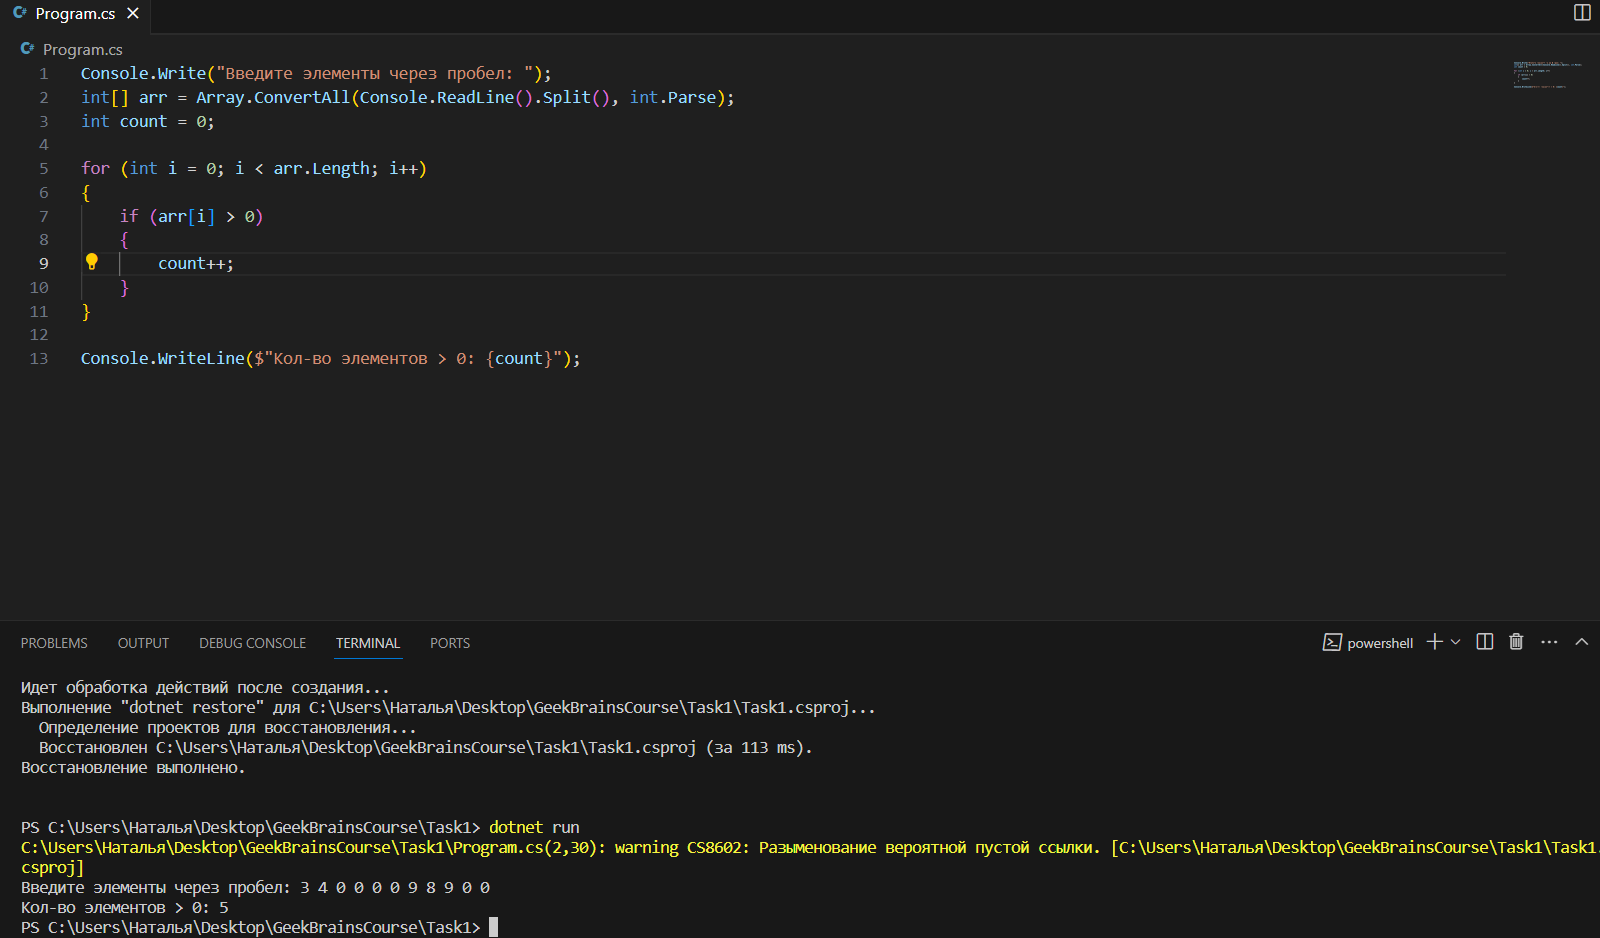 Program.cs
Program.cs
1 Console.Write("Введите элементы через пробел: ");
2 int[] arr = Array.ConvertAll(Console.ReadLine().Split(), int.Parse);
3 int count = 0;
4
5 for (int i = 0; i < arr.Length; i++)
6 {
7 if (arr[i] > 0)
8 {
9 count++;
10 }
11 }
12
13 Console.WriteLine($"Кол-во элементов > 0: {count}");
PROBLEMS OUTPUT DEBUG CONSOLE TERMINAL PORTS powershell
Идет обработка действий после создания...
Выполнение "dotnet restore" для C:\Users\Наталья\Desktop\GeekBrainsCourse\Task1\Task1.csproj...
Определение проектов для восстановления...
Восстановлен C:\Users\Наталья\Desktop\GeekBrainsCourse\Task1\Task1.csproj (за 113 ms).
Восстановление выполнено.
PS C:\Users\Наталья\Desktop\GeekBrainsCourse\Task1> dotnet run
C:\Users\Наталья\Desktop\GeekBrainsCourse\Task1\Program.cs(2,30): warning CS8602: Разыменование вероятной пустой ссылки. [C:\Users\Наталья\Desktop\GeekBrainsCourse\Task1\Task1.
csproj]
Введите элементы через пробел: 3 4 0 0 0 0 9 8 9 0 0
Кол-во элементов > 0: 5
PS C:\Users\Наталья\Desktop\GeekBrainsCourse\Task1>